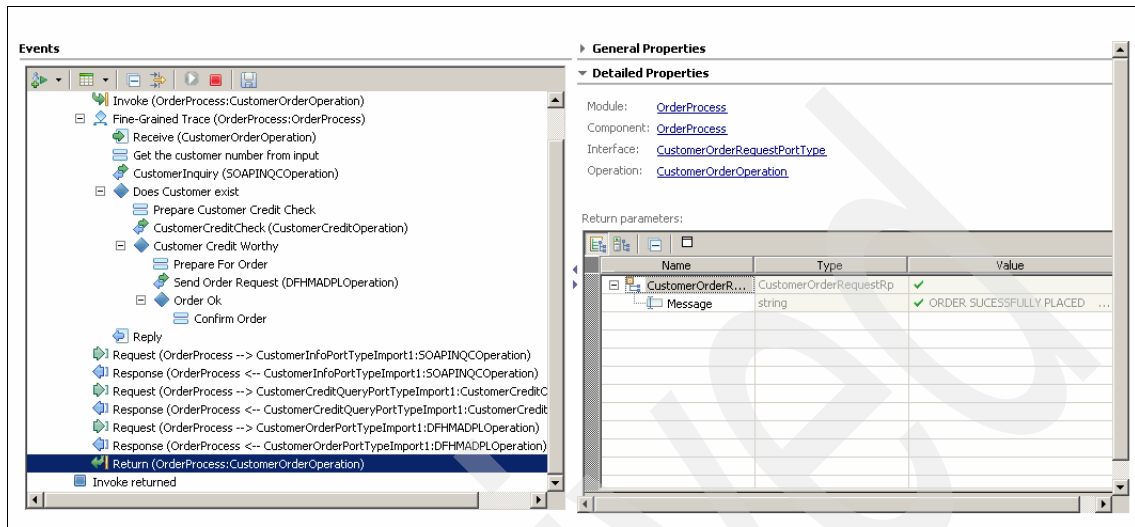 Events
Invoke (OrderProcess:CustomerOrderOperation)
Fine-Grained Trace (OrderProcess:OrderProcess)
Receive (CustomerOrderOperation)
Get the customer number from input
CustomerInquiry (SOAPINQCOperation)
Does Customer exist
Prepare Customer Credit Check
CustomerCreditCheck (CustomerCreditOperation)
Customer Credit Worthy
Prepare For Order
Send Order Request (DFHMADPLOperation)
Order Ok
Confirm Order
Reply
Request (OrderProcess --> CustomerInfoPortTypeImport1:SOAPINQCOperation)
Response (OrderProcess <-- CustomerInfoPortTypeImport1:SOAPINQCOperation)
Request (OrderProcess --> CustomerCreditQueryPortTypeImport1:CustomerCreditC
Response (OrderProcess <-- CustomerCreditQueryPortTypeImport1:CustomerCredit
Request (OrderProcess --> CustomerOrderPortTypeImport1:DFHMADPLOperation)
Response (OrderProcess <-- CustomerOrderPortTypeImport1:DFHMADPLOperation)
Return (OrderProcess:CustomerOrderOperation)
Invoke returned
General Properties
Detailed Properties
Module: OrderProcess
Component: OrderProcess
Interface: CustomerOrderRequestPortType
Operation: CustomerOrderOperation
Return parameters:
Name Type Value
CustomerOrderR... CustomerOrderRequestRp
Message string ORDER SUCESSFULLY PLACED ...